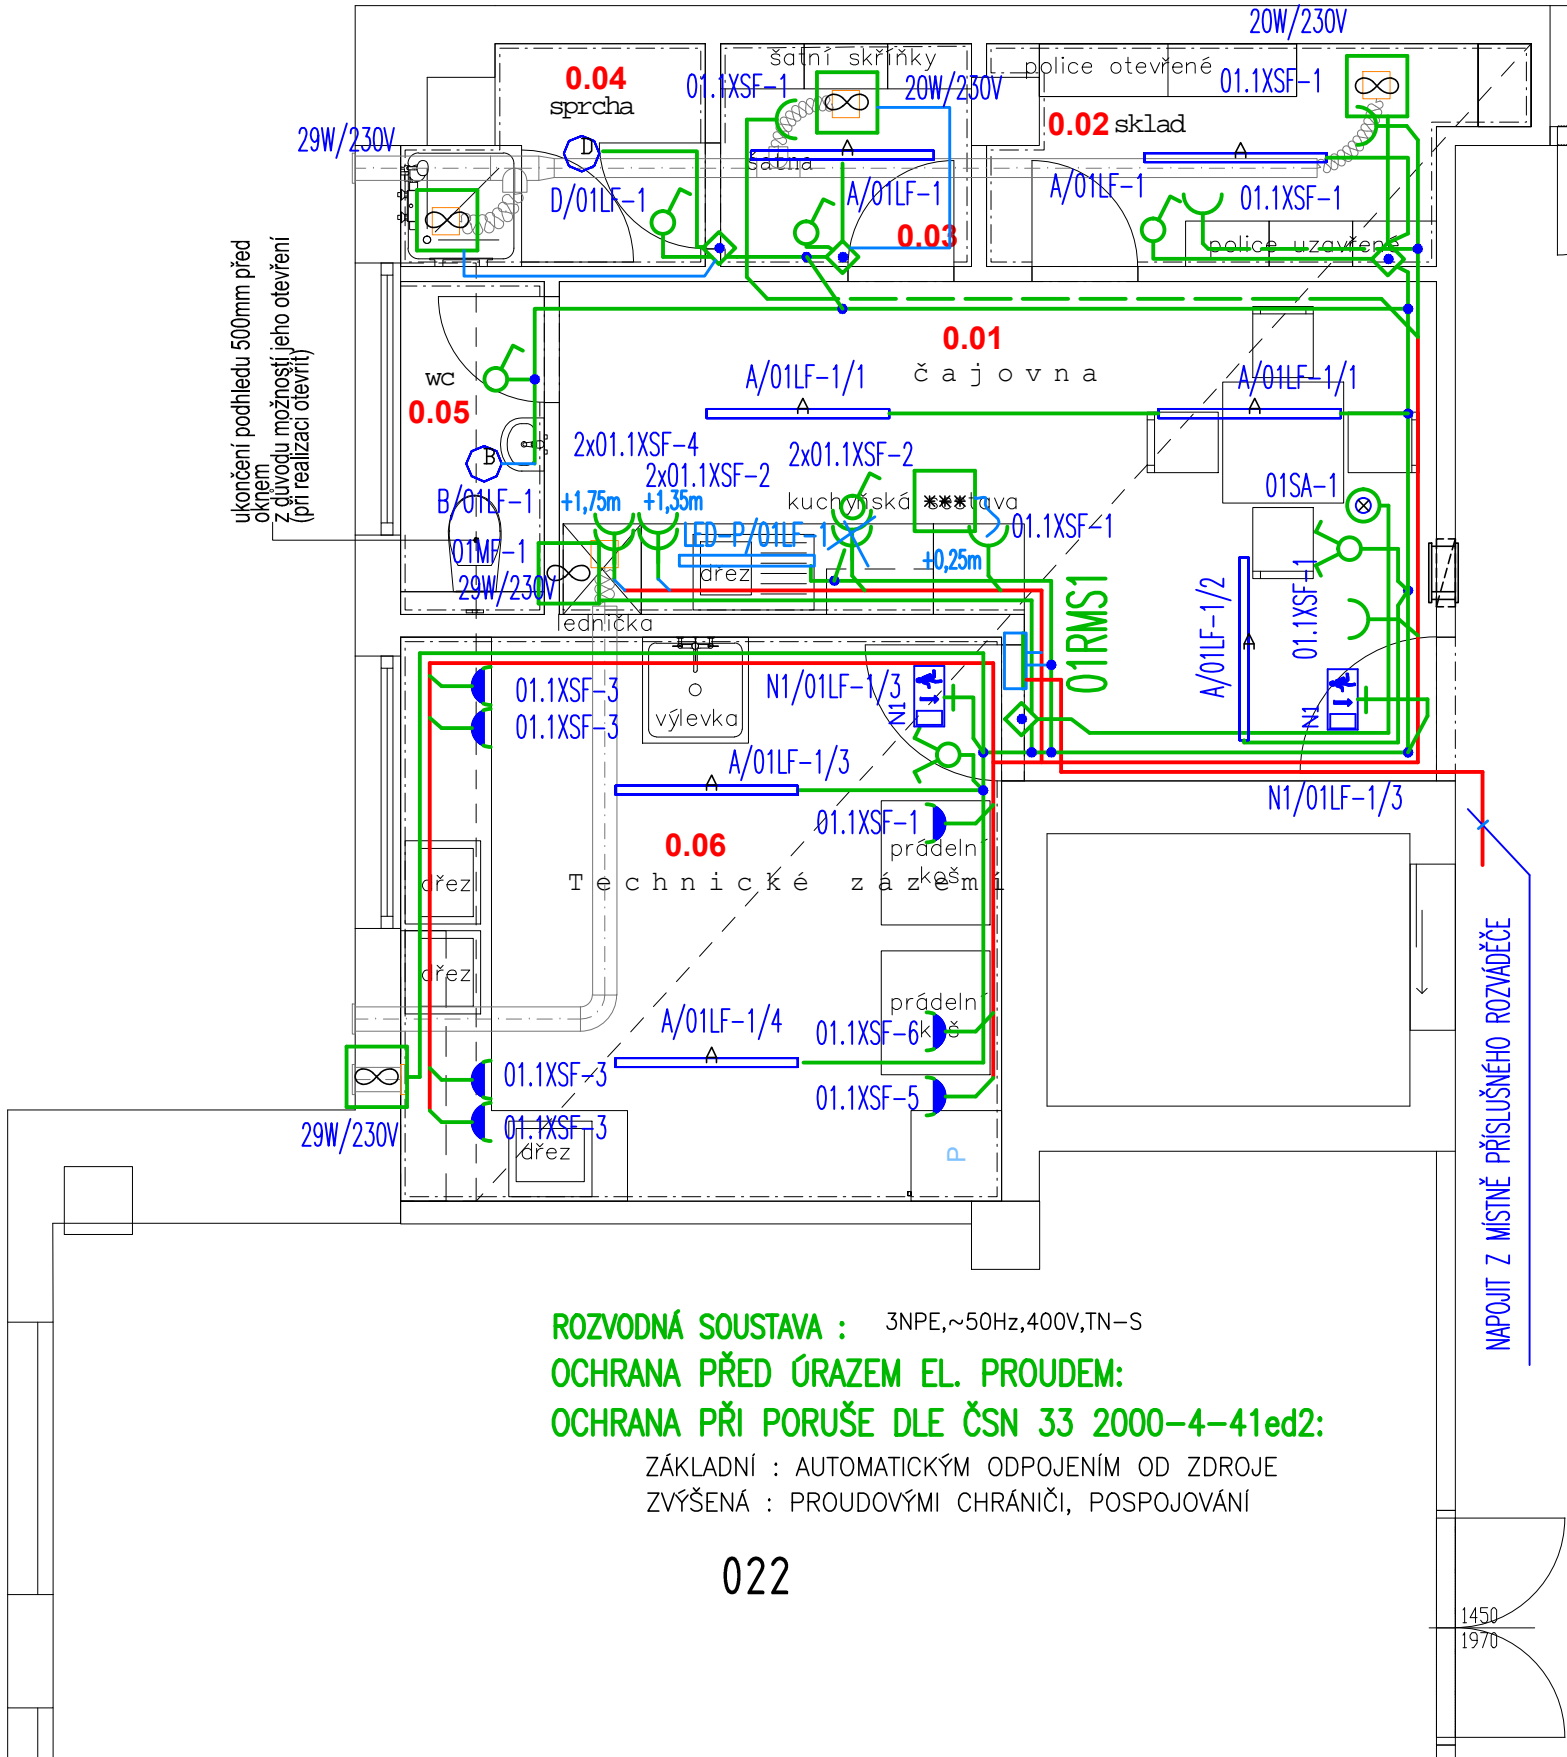 20W/230V
šatní skříňky
police otevřené
0.04
sprcha
01.1XSF-1
20W/230V
01.1XSF-1
0.02 sklad
29W/230V
D
A
A
šatna
D/01LF-1
A/01LF-1
A/01LF-1
01.1XSF-1
0.03
police uzavřené
ukončení podhledu 500mm před
oknem
z důvodu možností jeho otevření
(při realizaci otevřít)
0.01
čajovna
wc
0.05
A/01LF-1/1
A/01LF-1/1
A
A
2x01.1XSF-4
2x01.1XSF-2
2x01.1XSF-2
B
B/01LF-1
+1,75m
+1,35m
kuchyňská sestava
***
01SA-1
LED-P/01LF-1
01.1XSF-1
+0,25m
01MF-1
29W/230V
dřez
lednička
01RMS1
A/01LF-1/2
A
01.1XSF-1
01.1XSF-3
01.1XSF-3
výlevka
N1/01LF-1/3
N1
N1
A/01LF-1/3
A
N1/01LF-1/3
01.1XSF-1
0.06
prádelní
koš
Technické zázemí
dřez
dřez
prádelní
koš
A/01LF-1/4
A
01.1XSF-6
01.1XSF-3
01.1XSF-5
01.1XSF-3
29W/230V
dřez
P
NAPOJIT Z MÍSTNĚ PŘÍSLUŠNÉHO ROZVÁDĚČE
ROZVODNÁ SOUSTAVA : 3NPE,~50Hz,400V,TN-S
OCHRANA PŘED ÚRAZEM EL. PROUDEM:
OCHRANA PŘI PORUŠE DLE ČSN 33 2000-4-41ed2:
ZÁKLADNÍ : AUTOMATICKÝM ODPOJENÍM OD ZDROJE
ZVÝŠENÁ : PROUDOVÝMI CHRÁNIČI, POSPOJOVÁNÍ
022
1450
1970